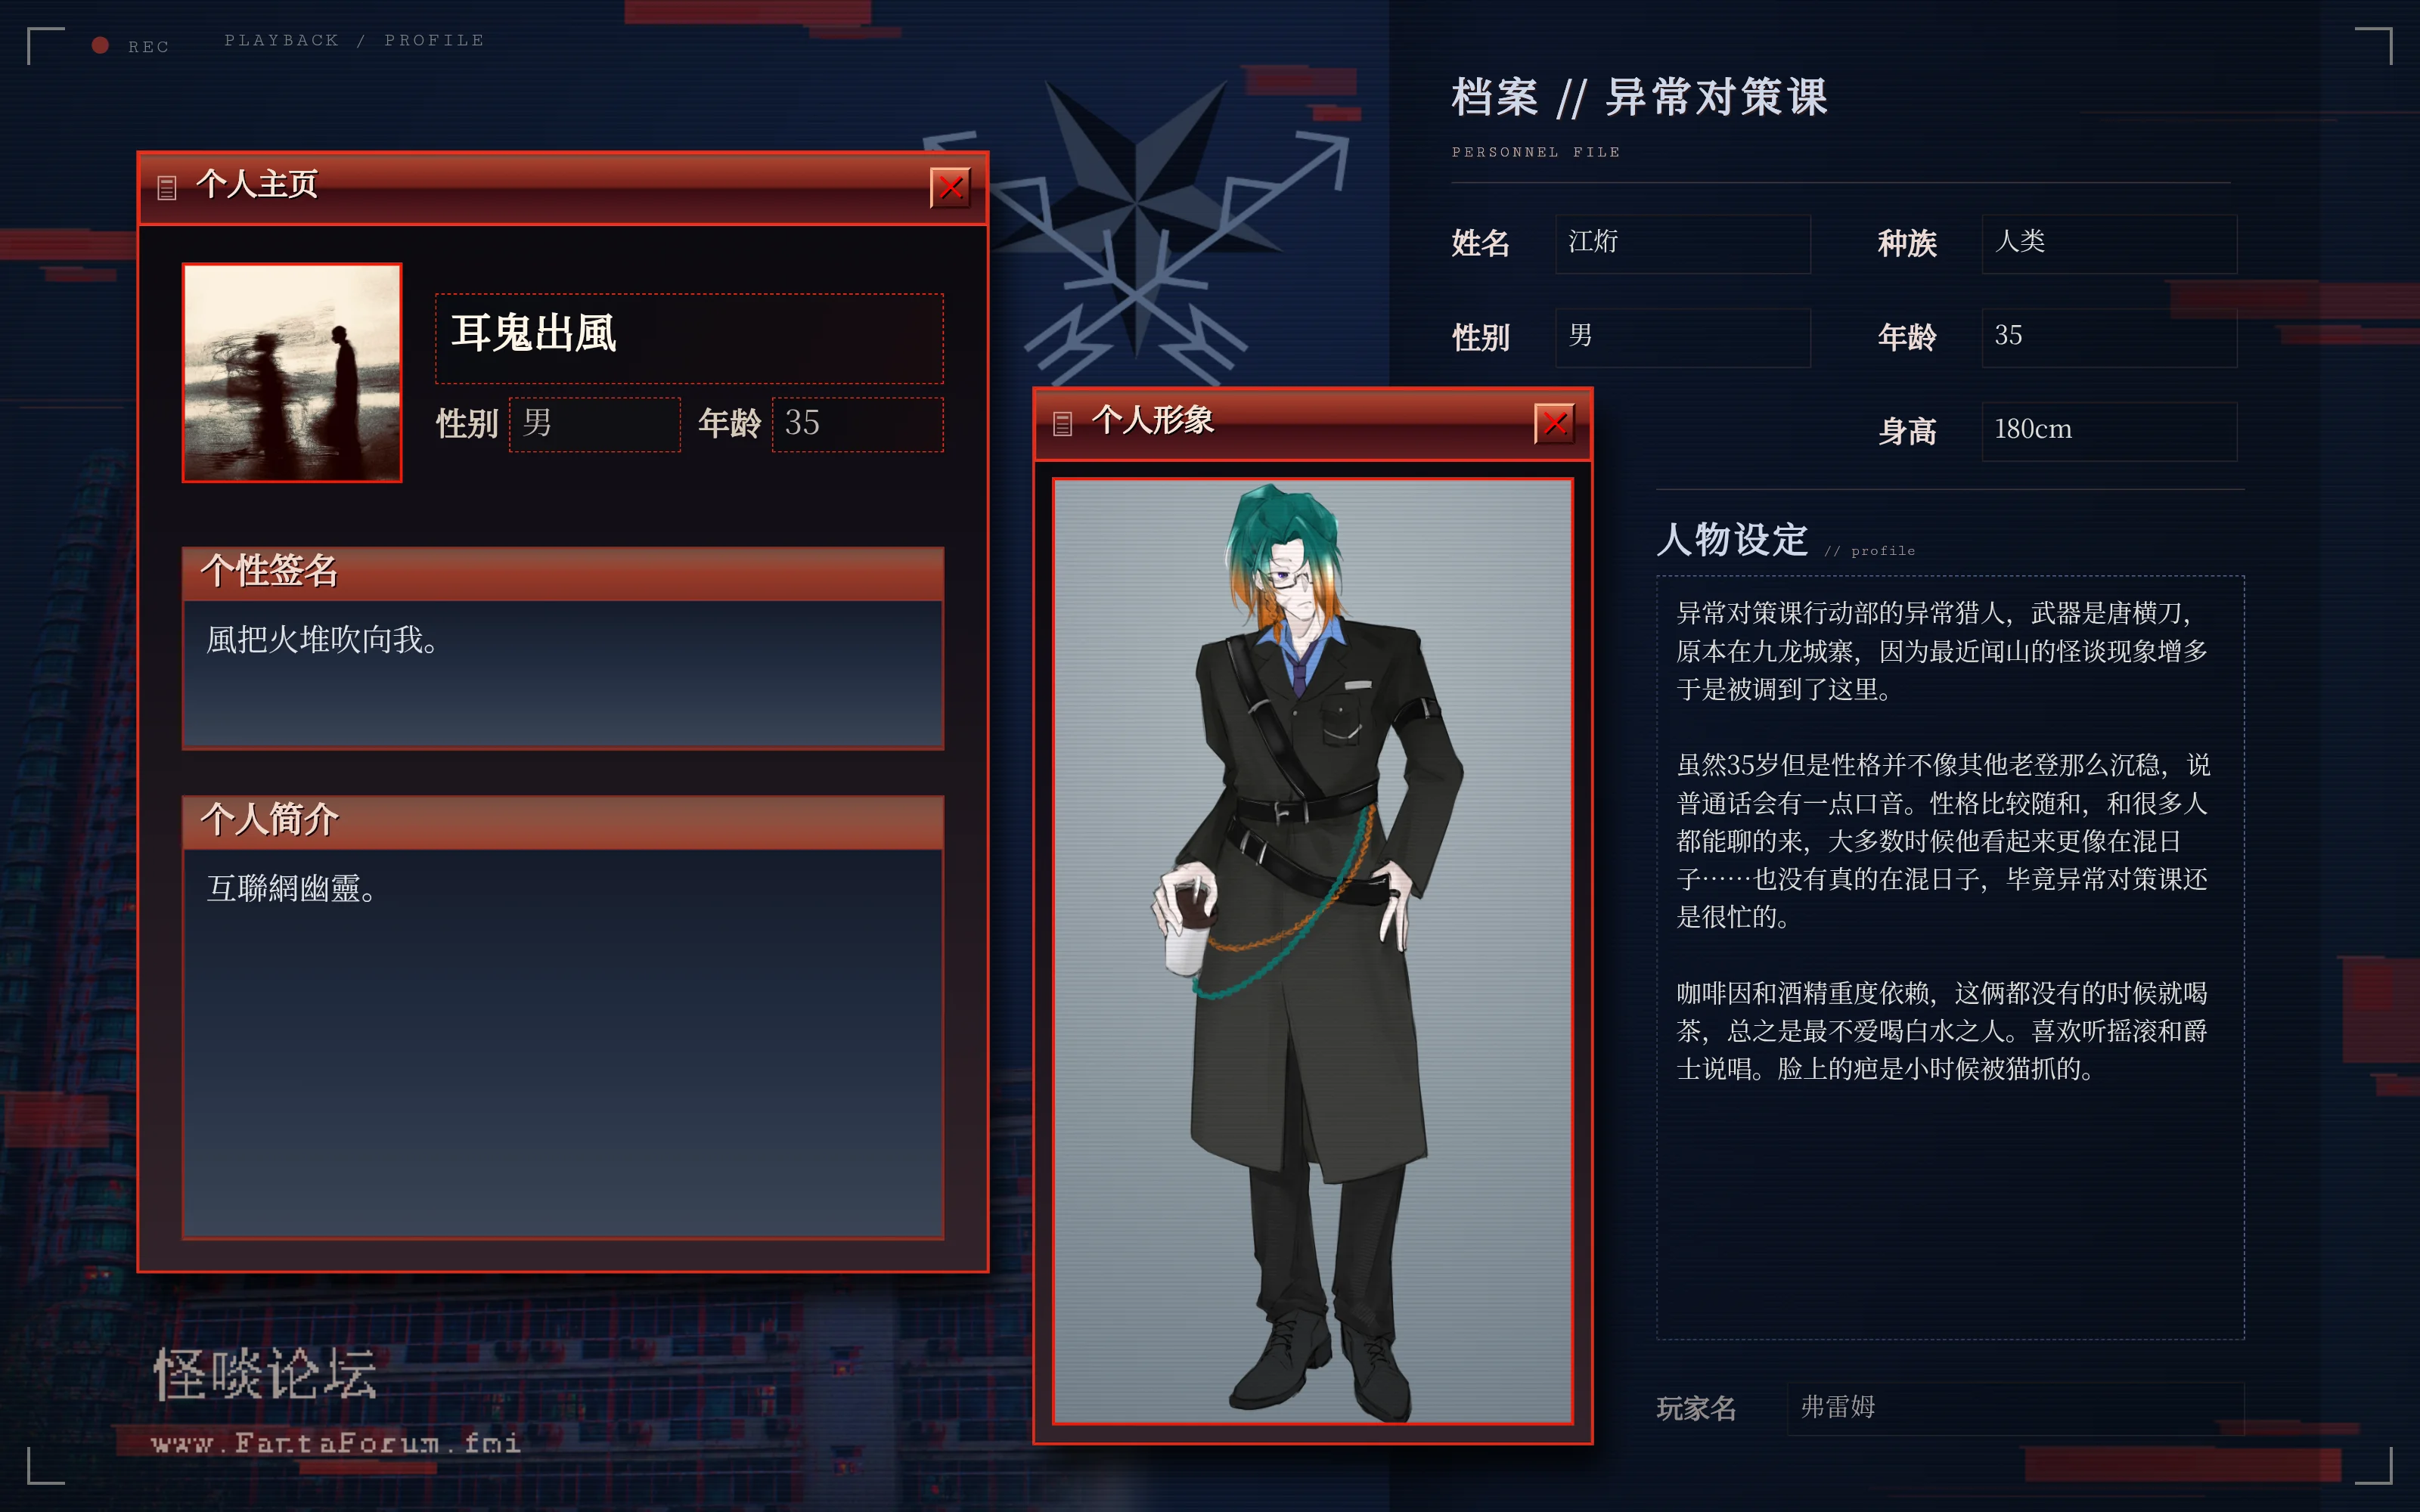 REC
PLAYBACK / PROFILE
个人主页
耳鬼出風
性别 男 年龄 35
个性签名
風把火堆吹向我。
个人简介
互聯網幽靈。
怪啖论坛
www.FartaForum.fmi
个人形象
档案 // 异常对策课
PERSONNEL FILE
姓名 江炘
种族 人类
性别 男
年龄 35
身高 180cm
人物设定 // profile
异常对策课行动部的异常猎人，武器是唐横刀，
原本在九龙城寨，因为最近闻山的怪谈现象增多
于是被调到了这里。
虽然35岁但是性格并不像其他老登那么沉稳，说
普通话会有一点口音。性格比较随和，和很多人
都能聊的来，大多数时候他看起来更像在混日
子……也没有真的在混日子，毕竟异常对策课还
是很忙的。
咖啡因和酒精重度依赖，这俩都没有的时候就喝
茶，总之是最不爱喝白水之人。喜欢听摇滚和爵
士说唱。脸上的疤是小时候被猫抓的。
玩家名 弗雷姆